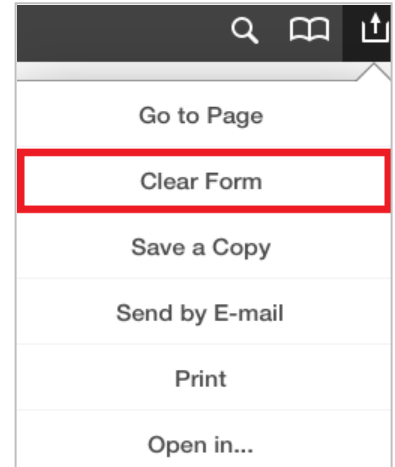 Go to Page
Clear Form
Save a Copy
Send by E-mail
Print
Open in...